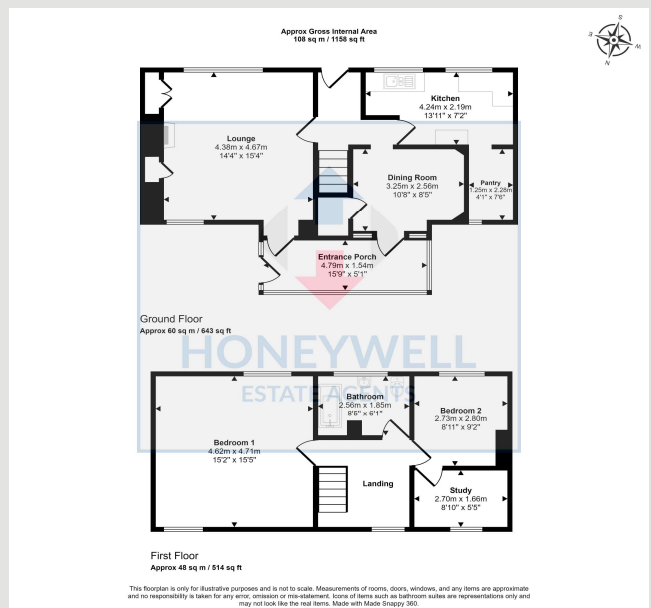 Approx Gross Internal Area
108 sq m / 1158 sq ft
S
E
W
N
Kitchen
4.24m x 2.19m
13'11" x 7'2"
Lounge
4.38m x 4.67m
14'4" x 15'4"
Dining Room
3.25m x 2.56m
10'8" x 8'5"
Pantry
1.25m x 2.28m
4'1" x 7'6"
Entrance Porch
4.79m x 1.54m
15'9" x 5'1"
Ground Floor
Approx 60 sq m / 643 sq ft
HONEYWELL
ESTATE AGENTS
Bathroom
2.56m x 1.85m
8'5" x 6'1"
Bedroom 2
2.73m x 2.80m
8'11" x 9'2"
Bedroom 1
4.62m x 4.71m
15'2" x 15'5"
Landing
Study
2.70m x 1.66m
8'10" x 5'5"
First Floor
Approx 48 sq m / 514 sq ft
This floorplan is only for illustrative purposes and is not to scale. Measurements of rooms, doors, windows, and any items are approximate
and no responsibility is taken for any error, omission or mis-statement. Icons of items such as bathroom suites are representations only and
may not look like the real items. Made with Made Snappy 360.